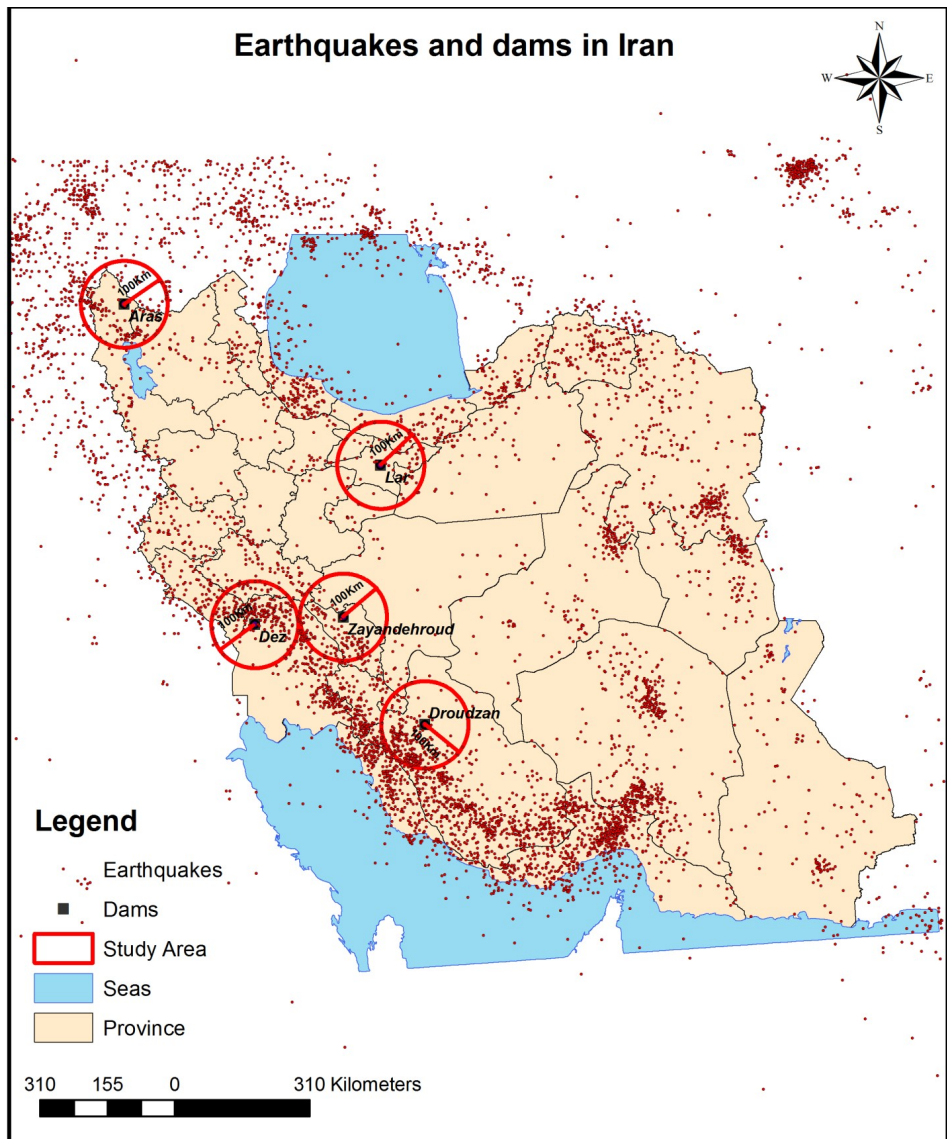 Earthquakes and dams in Iran
N
W
E
S
100Km
Aras
100Km
Lar
100Km
Zayandehroud
100Km
Dez
Droudzan
100Km
Legend
Earthquakes
Dams
Study Area
Seas
Province
310 155 0 310 Kilometers